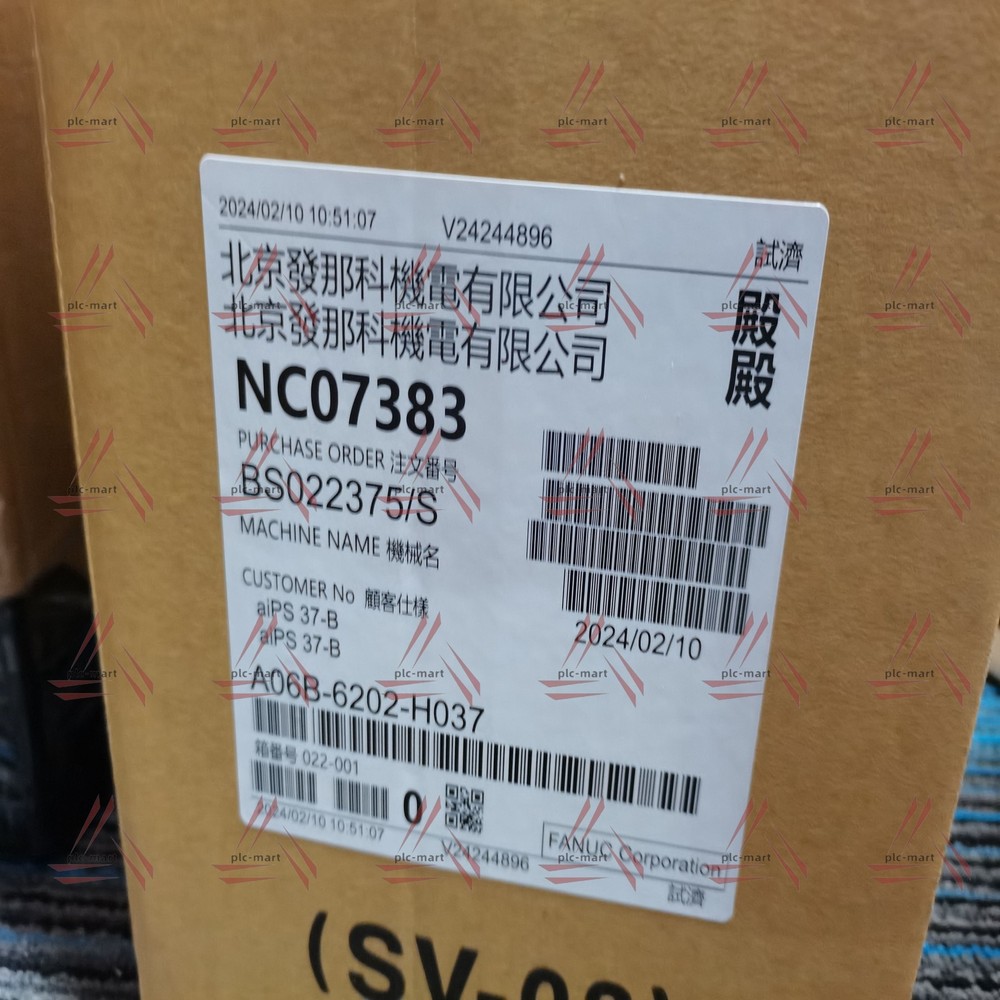 2024/02/10 10:51:07 V24244896 試濟
北京發那科機電有限公司 殿
北京發那科機電有限公司 殿
NC07383
PURCHASE ORDER 注文番号
BS022375/S
MACHINE NAME 機械名
CUSTOMER No 顧客仕様
aiPS 37-B
aiPS 37-B
2024/02/10
A06B-6202-H037
箱番号 022-001
0
2024/02/10 10:51:07 V24244896 試濟
FANUC Corporation
plc-mart